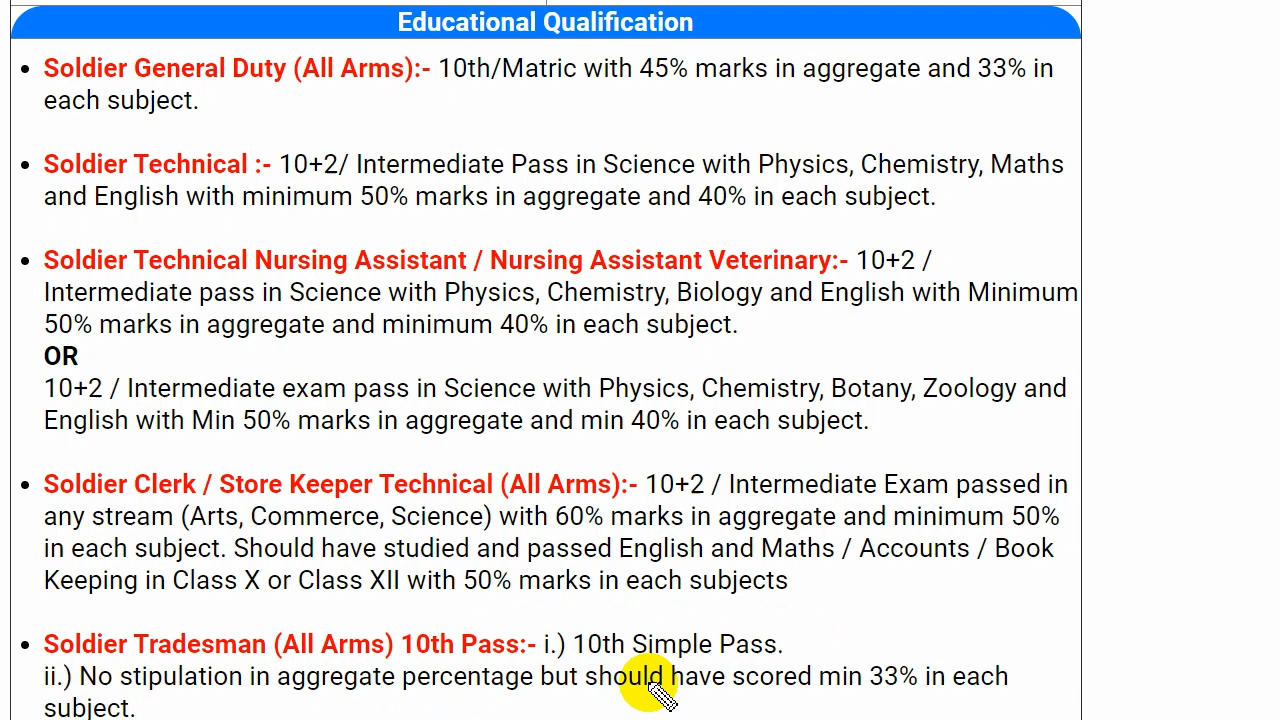 Educational Qualification
• Soldier General Duty (All Arms):- 10th/Matric with 45% marks in aggregate and 33% in
each subject.
• Soldier Technical :- 10+2/ Intermediate Pass in Science with Physics, Chemistry, Maths
and English with minimum 50% marks in aggregate and 40% in each subject.
• Soldier Technical Nursing Assistant / Nursing Assistant Veterinary:- 10+2 /
Intermediate pass in Science with Physics, Chemistry, Biology and English with Minimum
50% marks in aggregate and minimum 40% in each subject.
OR
10+2 / Intermediate exam pass in Science with Physics, Chemistry, Botany, Zoology and
English with Min 50% marks in aggregate and min 40% in each subject.
• Soldier Clerk / Store Keeper Technical (All Arms):- 10+2 / Intermediate Exam passed in
any stream (Arts, Commerce, Science) with 60% marks in aggregate and minimum 50%
in each subject. Should have studied and passed English and Maths / Accounts / Book
Keeping in Class X or Class XII with 50% marks in each subjects
• Soldier Tradesman (All Arms) 10th Pass:- i.) 10th Simple Pass.
ii.) No stipulation in aggregate percentage but should have scored min 33% in each
subject.